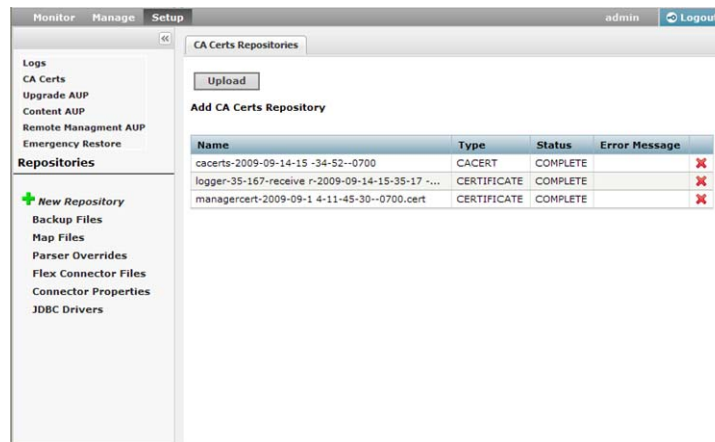 Monitor Manage Setup admin Logout
CA Certs Repositories
Logs
CA Certs
Upgrade AUP
Content AUP
Remote Managment AUP
Emergency Restore
Repositories
New Repository
Backup Files
Map Files
Parser Overrides
Flex Connector Files
Connector Properties
JDBC Drivers
Upload
Add CA Certs Repository
Name Type Status Error Message
cacerts-2009-09-14-15 -34-52--0700 CACERT COMPLETE
logger-35-167-receive r-2009-09-14-15-35-17 -... CERTIFICATE COMPLETE
managercert-2009-09-1 4-11-45-30--0700.cert CERTIFICATE COMPLETE